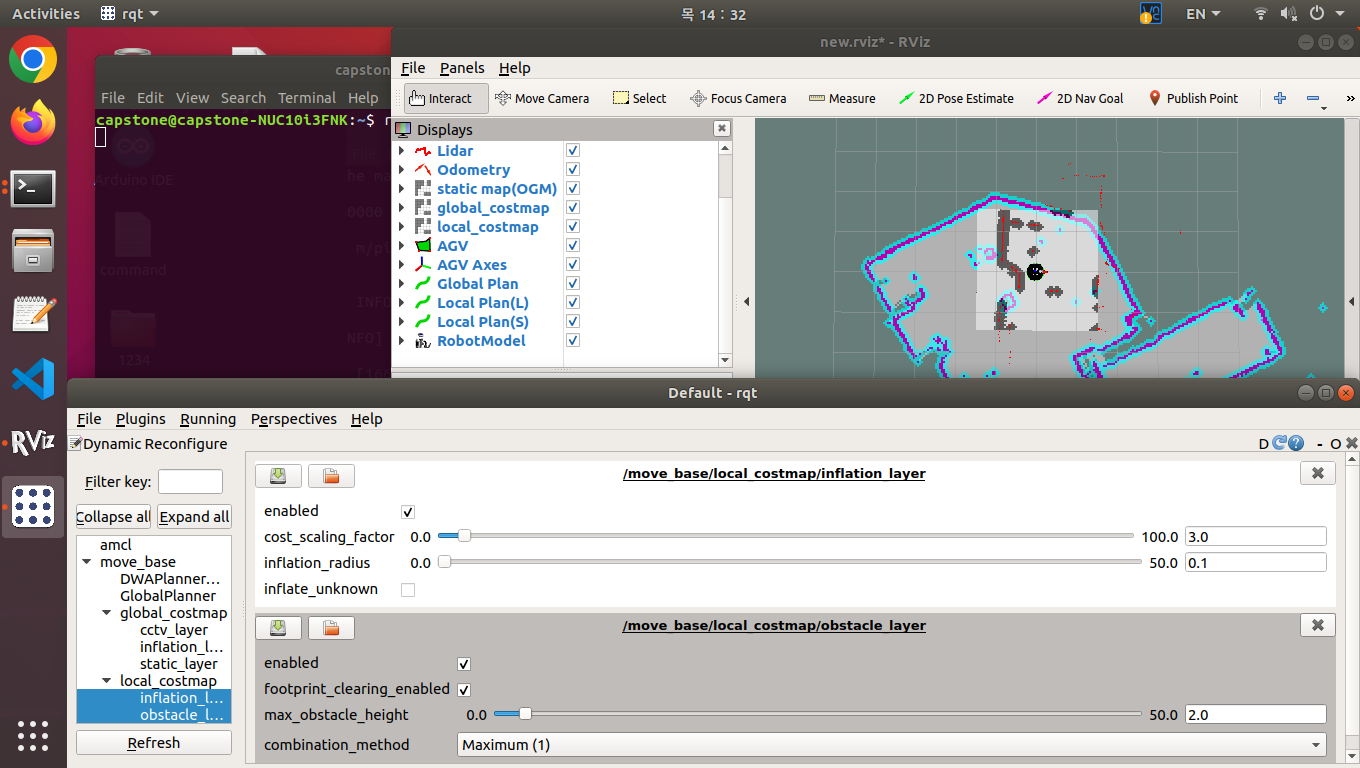 Activities rqt 목 14 : 32 EN
new.rviz* - RViz
capstone
File Edit View Search Terminal Help
capstone@capstone-NUC10i3FNK:~$
Arduino IDE
command
1234
File Panels Help
Interact Move Camera Select Focus Camera Measure 2D Pose Estimate 2D Nav Goal Publish Point »
Displays
Lidar
Odometry
static map(OGM)
global_costmap
local_costmap
AGV
AGV Axes
Global Plan
Local Plan(L)
Local Plan(S)
RobotModel
RViz
Default - rqt
File Plugins Running Perspectives Help
Dynamic Reconfigure D - O
Filter key:
Collapse all Expand all
amcl
move_base
DWAPlanner…
GlobalPlanner
global_costmap
cctv_layer
inflation_l…
static_layer
local_costmap
inflation_l…
obstacle_l…
Refresh
/move_base/local_costmap/inflation_layer
enabled
cost_scaling_factor 0.0 100.0 3.0
inflation_radius 0.0 50.0 0.1
inflate_unknown
/move_base/local_costmap/obstacle_layer
enabled
footprint_clearing_enabled
max_obstacle_height 0.0 50.0 2.0
combination_method Maximum (1)